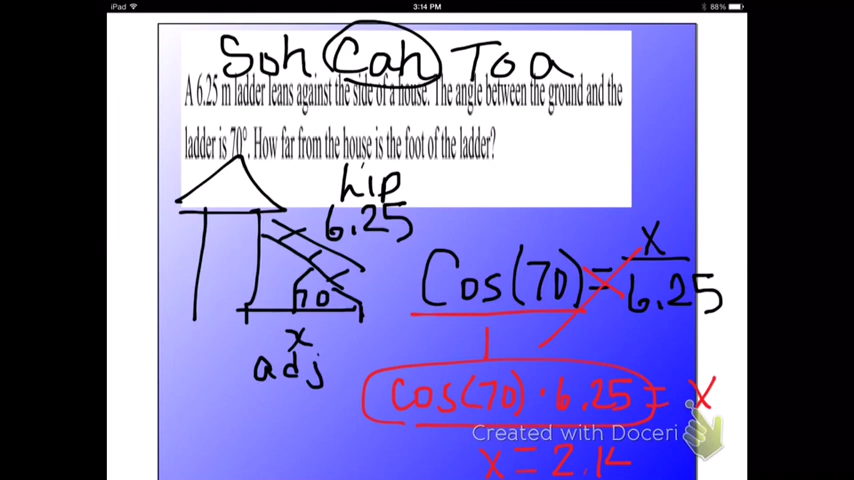 iPad 3:14 PM 88%
Soh Cah Toa
A 6.25 m ladder leans against the side of a house. The angle between the ground and the
ladder is 70°. How far from the house is the foot of the ladder?
hip
6.25
70
x
adj
Cos(70) = x/6.25
1
Cos(70) · 6.25 = x
Created with Doceri
x = 2.14